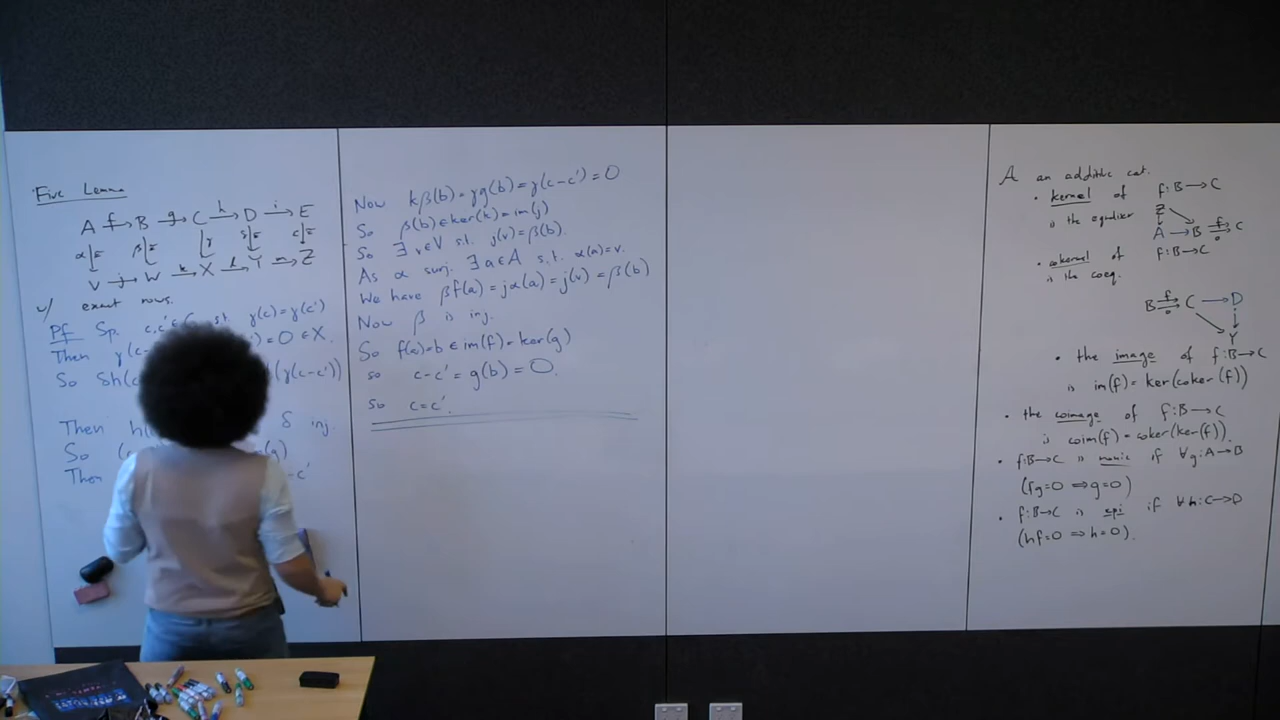 Five Lemma
A f→ B g→ C h→ D i→ E
α ≅ β ≅ γ δ ≅ ε ≅
V j→ W k→ X l→ Y m→ Z
w/ exact rows.
Pf Sp. c,c'∈ s.t. γ(c)=γ(c')
Then γ(c- ')=0∈X.
So δh(c (γ(c-c'))
Then h( δ inj.
So (g)
Then -c'
Now kβ(b)=γg(b)=γ(c-c')=0
So β(b)∈ker(k)=im(j)
So ∃ v∈V s.t. j(v)=β(b).
As α surj. ∃ a∈A s.t. α(a)=v.
We have βf(a)=jα(a)=j(v)=β(b)
Now β is inj.
So f(a)=b∈im(f)=ker(g)
so c-c'=g(b)=0.
so c=c'.
A an additive cat.
• kernel of f:B→C
is the equaliser
Z
A→B f⇉0 C
• cokernel of f:B→C
is the coeq.
B f⇉0 C→D
Y
• the image of f:B→C
is im(f)=ker(coker(f))
• the coimage of f:B→C
is coim(f)=coker(ker(f)).
• f:B→C is monic if ∀g:A→B
(fg=0⇒g=0)
• f:B→C is epi if ∀h:C→D
(hf=0⇒h=0).